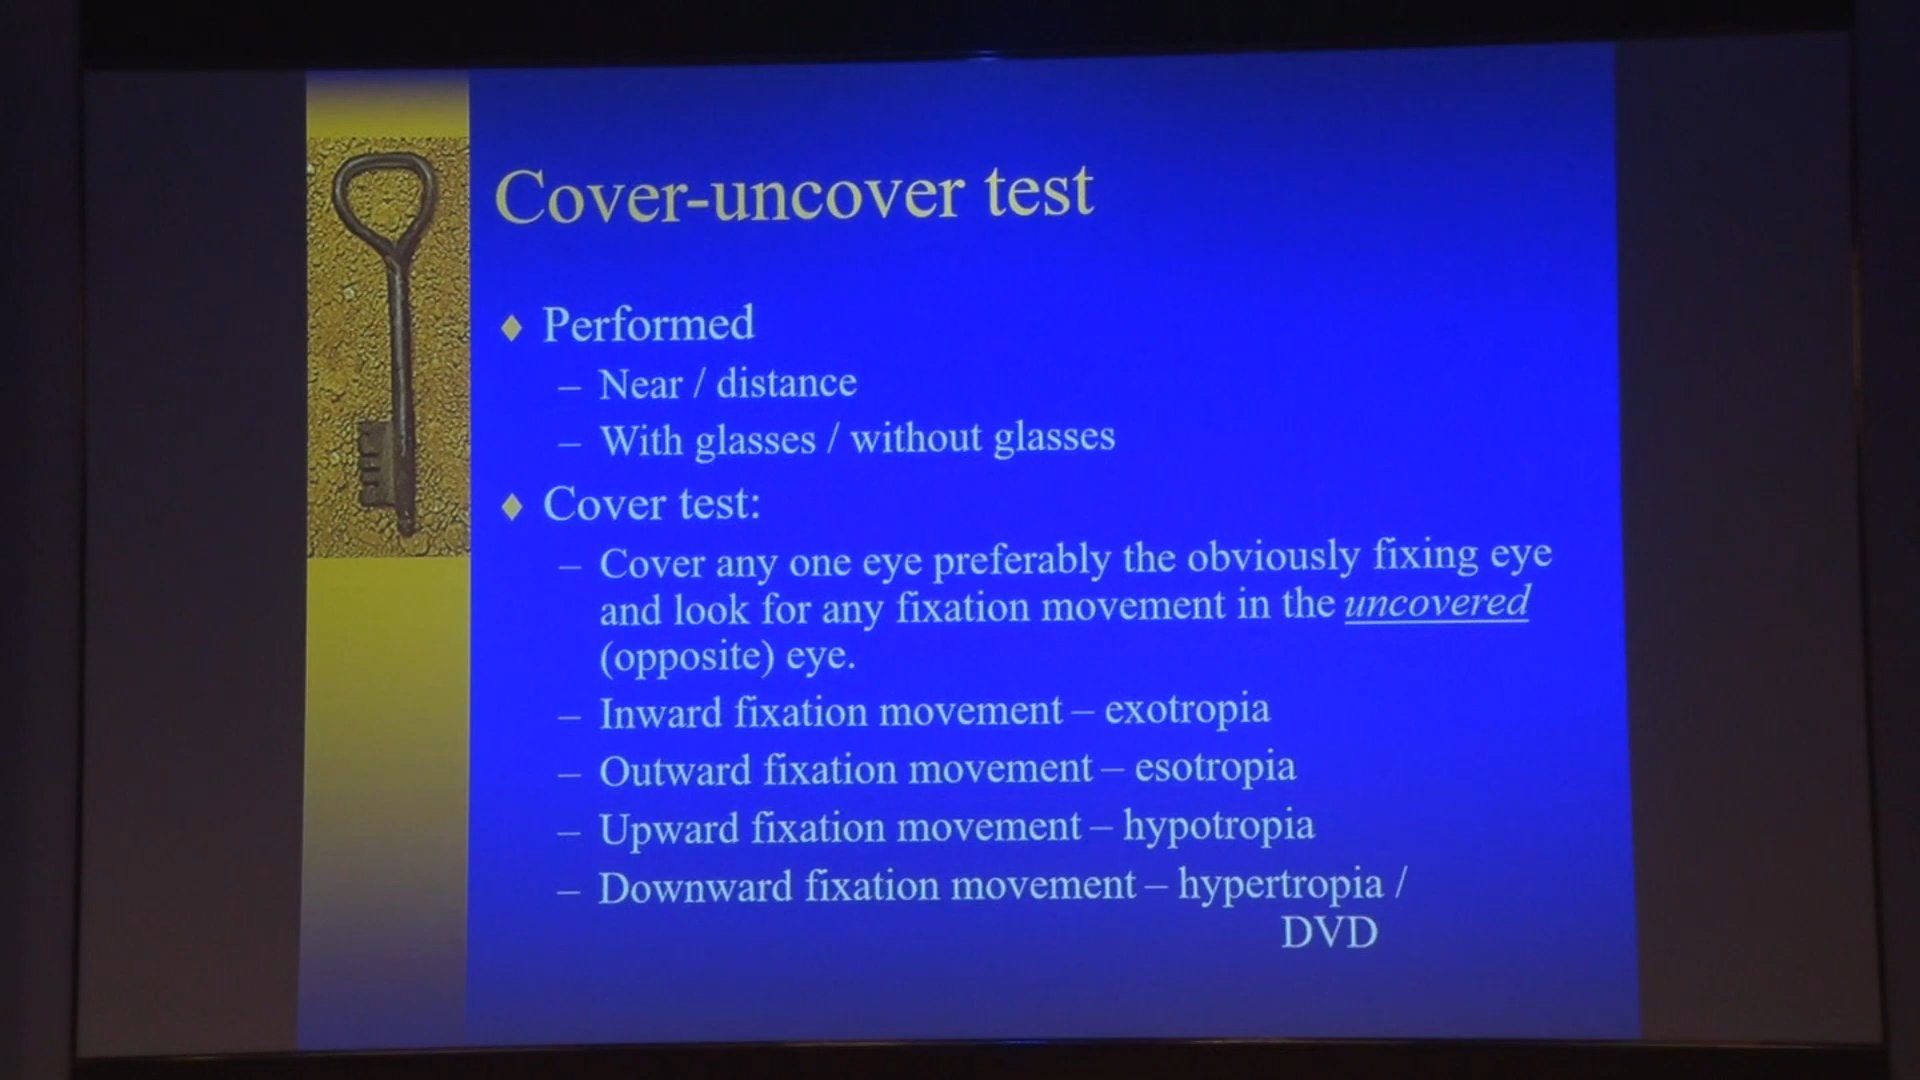 Cover-uncover test
♦ Performed
– Near / distance
– With glasses / without glasses
♦ Cover test:
– Cover any one eye preferably the obviously fixing eye
and look for any fixation movement in the uncovered
(opposite) eye.
– Inward fixation movement – exotropia
– Outward fixation movement – esotropia
– Upward fixation movement – hypotropia
– Downward fixation movement – hypertropia /
DVD